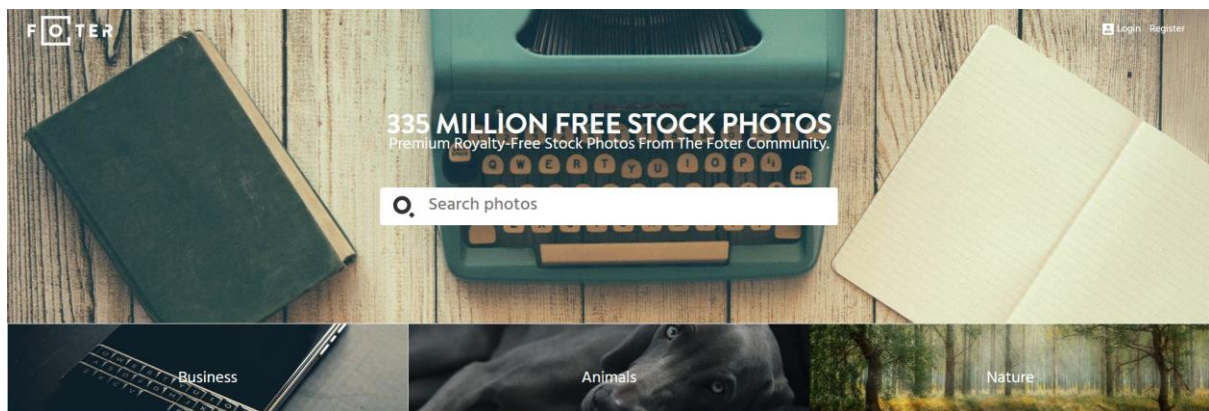 FOTER
Login Register
335 MILLION FREE STOCK PHOTOS
Premium Royalty-Free Stock Photos From The Foter Community.
Q W E R T Y U I O P
Search photos
Business
Animals
Nature